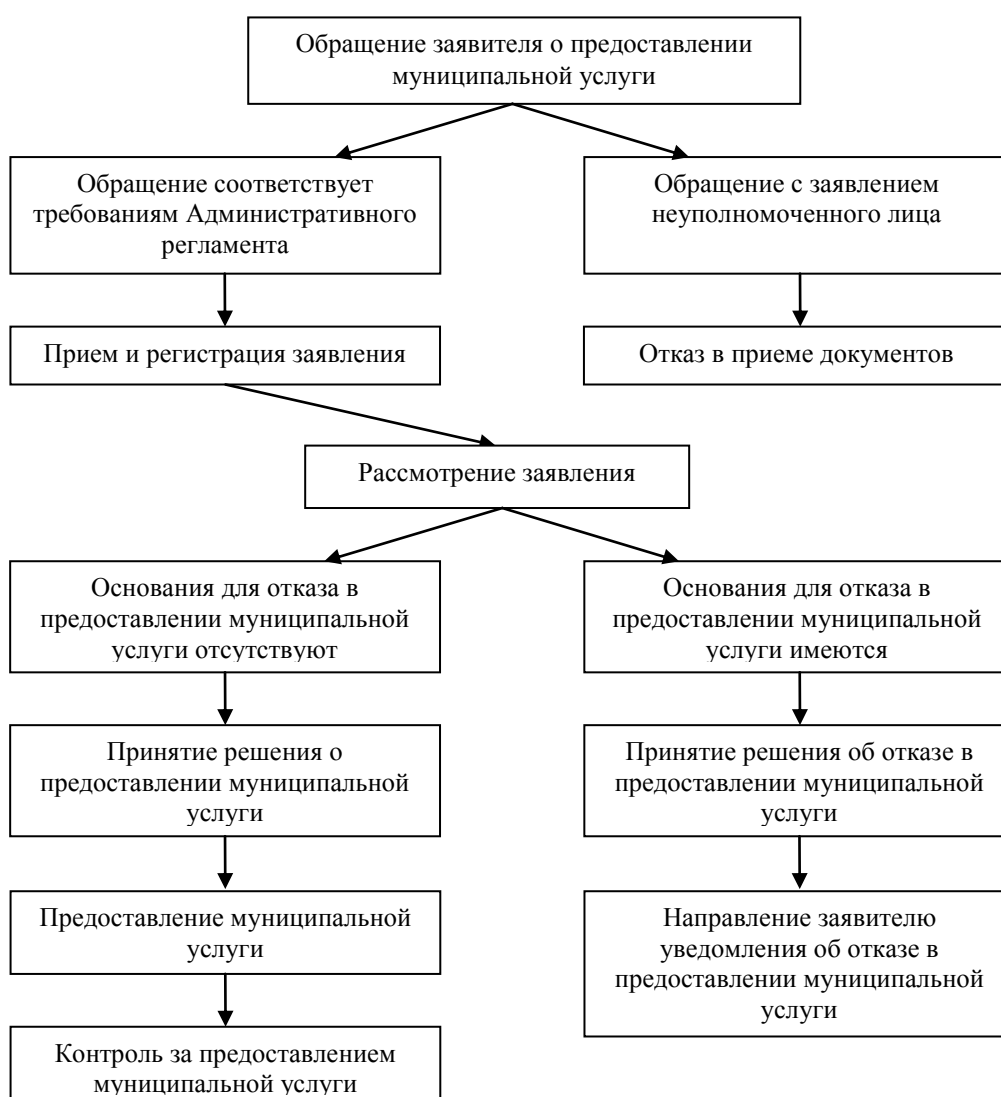 Обращение заявителя о предоставлении
муниципальной услуги
Обращение соответствует
требованиям Административного
регламента
Обращение с заявлением
неуполномоченного лица
Прием и регистрация заявления
Отказ в приеме документов
Рассмотрение заявления
Основания для отказа в
предоставлении муниципальной
услуги отсутствуют
Основания для отказа в
предоставлении муниципальной
услуги имеются
Принятие решения о
предоставлении муниципальной
услуги
Принятие решения об отказе в
предоставлении муниципальной
услуги
Предоставление муниципальной
услуги
Направление заявителю
уведомления об отказе в
предоставлении муниципальной
услуги
Контроль за предоставлением
муниципальной услуги